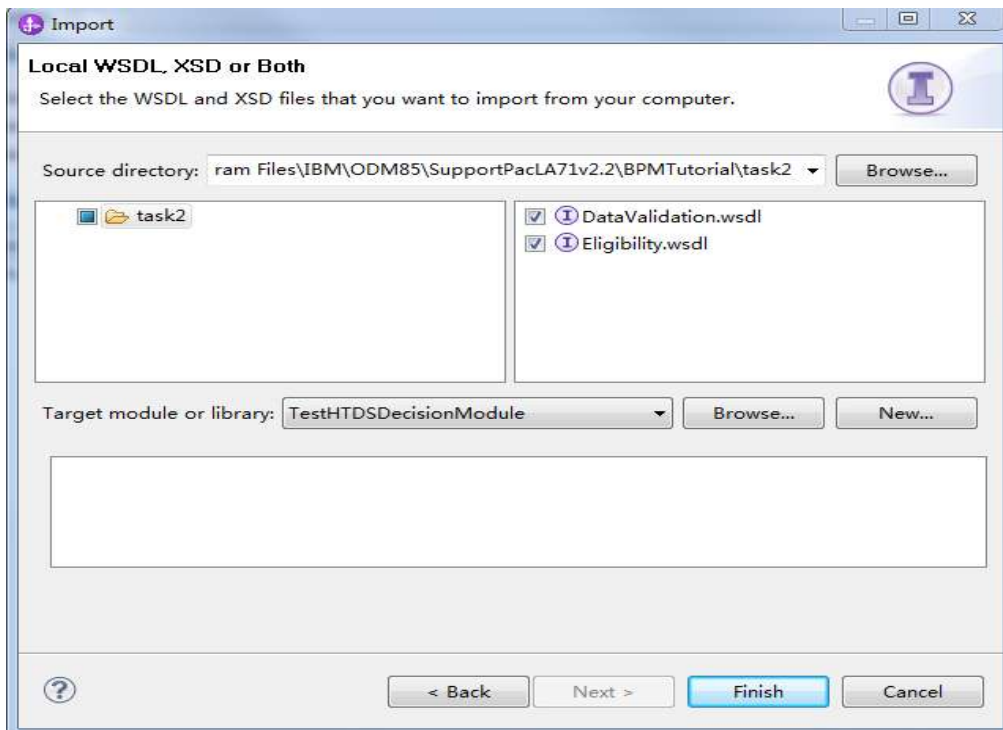 Import
Local WSDL, XSD or Both
Select the WSDL and XSD files that you want to import from your computer.
Source directory: ram Files\IBM\ODM85\SupportPacLA71v2.2\BPMTutorial\task2 Browse...
task2
DataValidation.wsdl
Eligibility.wsdl
Target module or library: TestHTDSDecisionModule Browse... New...
< Back Next > Finish Cancel